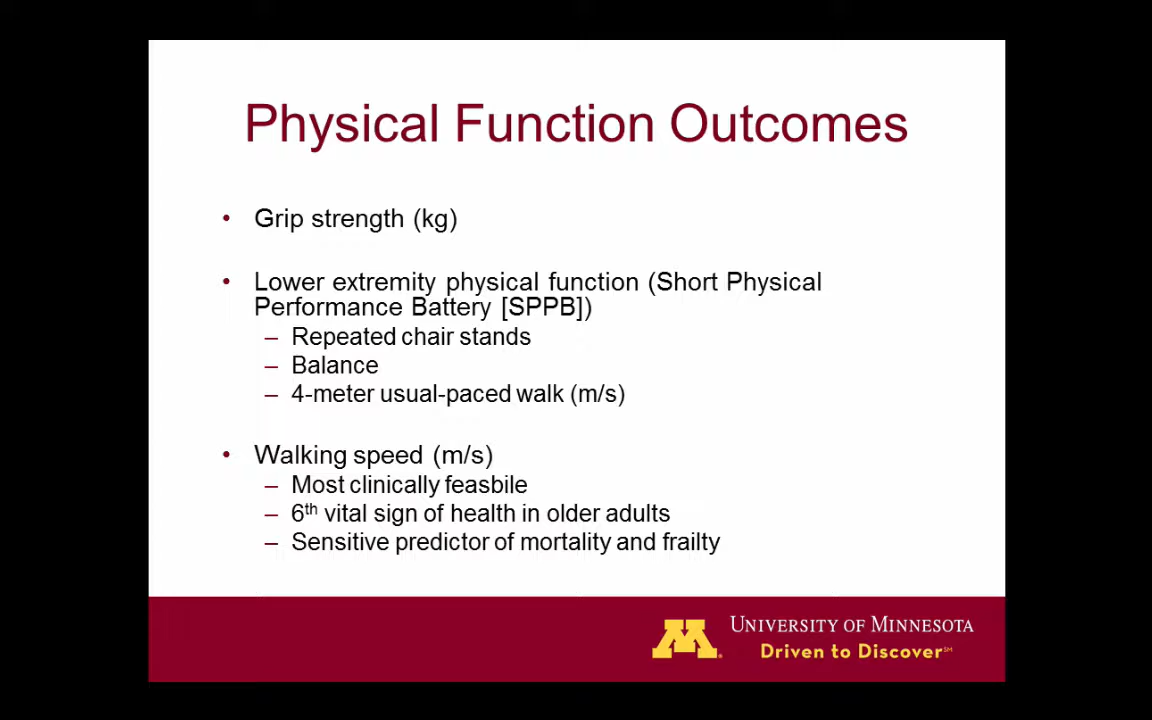 Physical Function Outcomes
• Grip strength (kg)
• Lower extremity physical function (Short Physical
Performance Battery [SPPB])
– Repeated chair stands
– Balance
– 4-meter usual-paced walk (m/s)
• Walking speed (m/s)
– Most clinically feasbile
– 6th vital sign of health in older adults
– Sensitive predictor of mortality and frailty
M
UNIVERSITY OF MINNESOTA
Driven to Discover℠